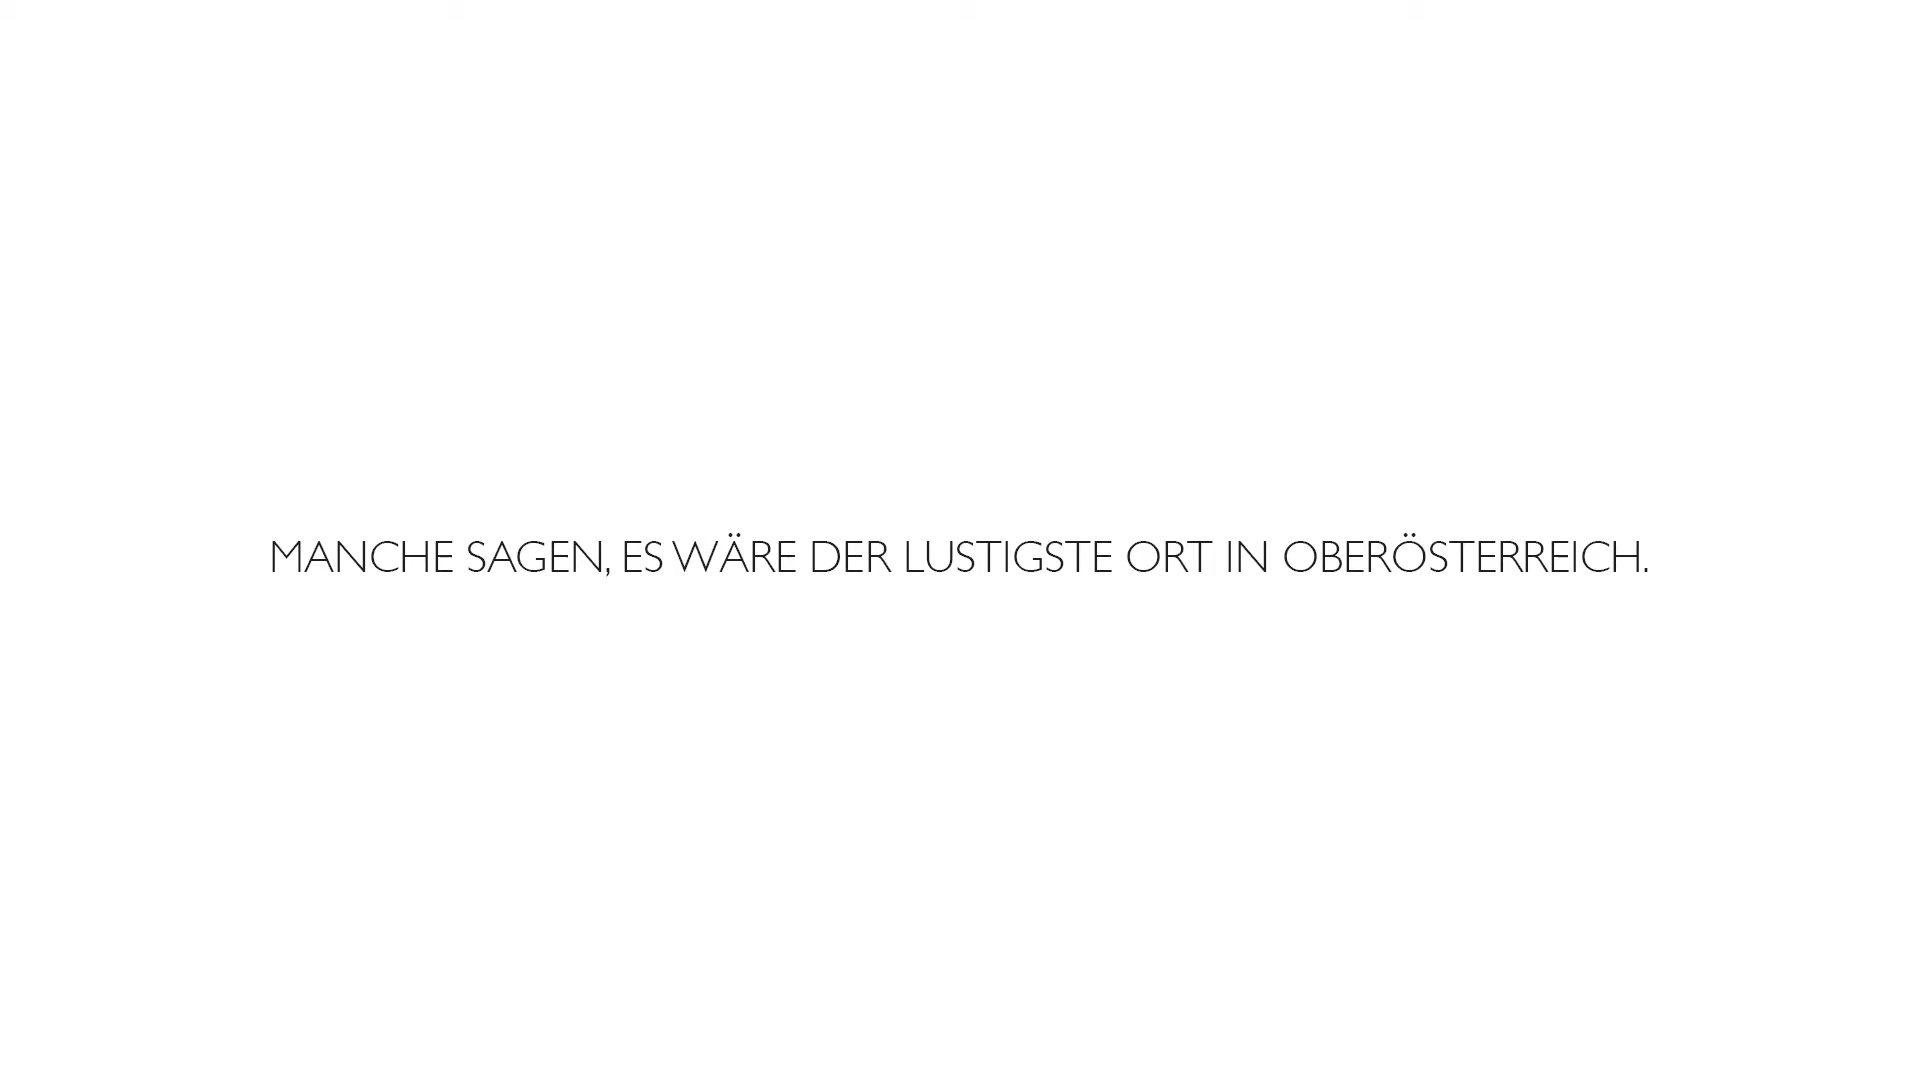 MANCHE SAGEN, ES WÄRE DER LUSTIGSTE ORT IN OBERÖSTERREICH.